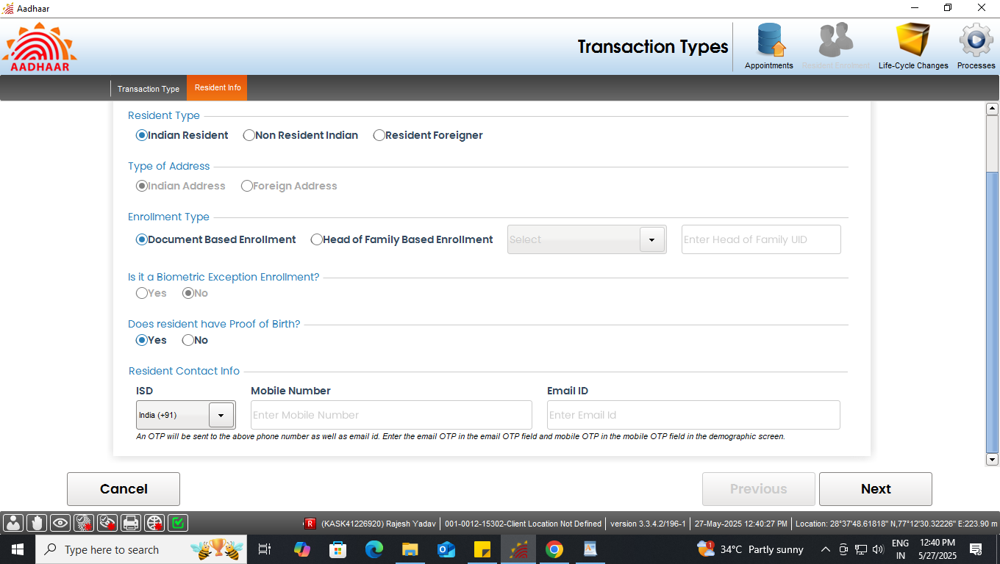 Aadhaar
AADHAAR
Transaction Types
Appointments
Resident Enrolment
Life-Cycle Changes
Processes
Transaction Type
Resident Info
Resident Type
Indian Resident
Non Resident Indian
Resident Foreigner
Type of Address
Indian Address
Foreign Address
Enrollment Type
Document Based Enrollment
Head of Family Based Enrollment
Select
Enter Head of Family UID
Is it a Biometric Exception Enrollment?
Yes
No
Does resident have Proof of Birth?
Yes
No
Resident Contact Info
ISD
Mobile Number
Email ID
India (+91)
Enter Mobile Number
Enter Email Id
An OTP will be sent to the above phone number as well as email id. Enter the email OTP in the email OTP field and mobile OTP in the mobile OTP field in the demographic screen.
Cancel
Previous
Next
R
(KASK41226920) Rajesh Yadav
001-0012-15302-Client Location Not Defined
version 3.3.4.2/196-1
27-May-2025 12:40:27 PM
Location: 28°37'48.61818" N,77°12'30.32226" E:223.90 m
Type here to search
1
34°C Partly sunny
ENG
IN
12:40 PM
5/27/2025